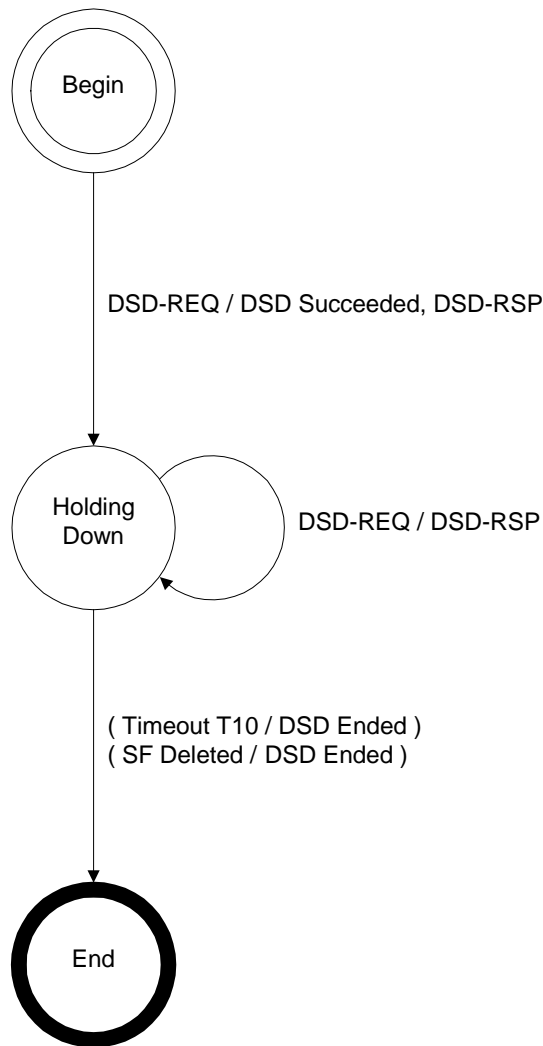 Begin
DSD-REQ / DSD Succeeded, DSD-RSP
Holding
Down
DSD-REQ / DSD-RSP
( Timeout T10 / DSD Ended )
( SF Deleted / DSD Ended )
End